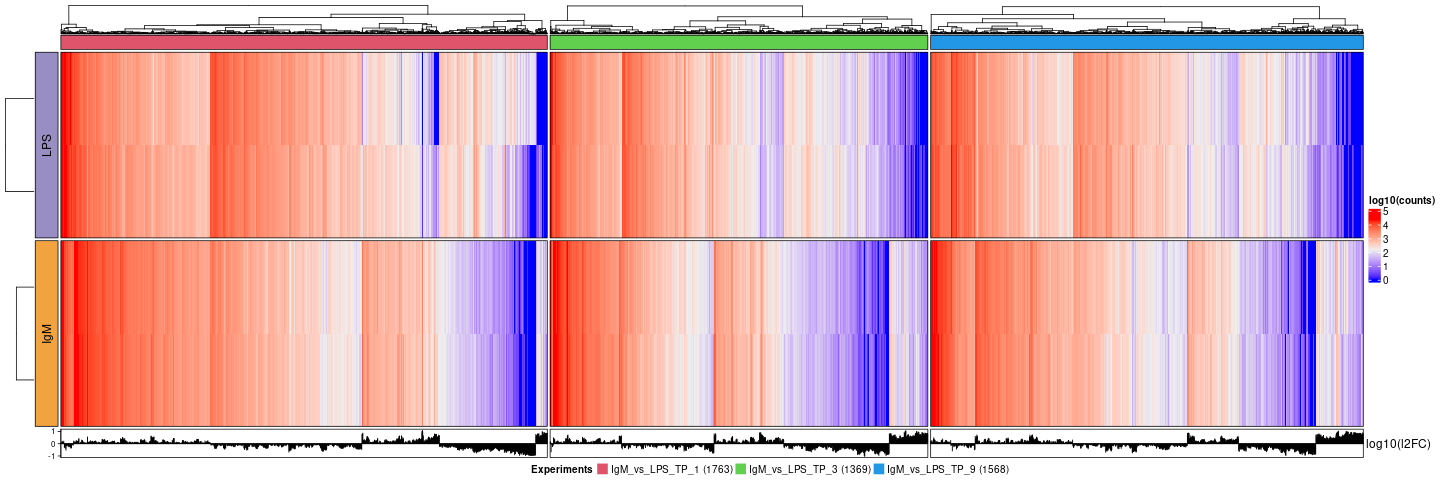 LPS
IgM
log10(counts)
5
4
3
2
1
0
1
0
-1
log10(l2FC)
Experiments IgM_vs_LPS_TP_1 (1763) IgM_vs_LPS_TP_3 (1369) IgM_vs_LPS_TP_9 (1568)